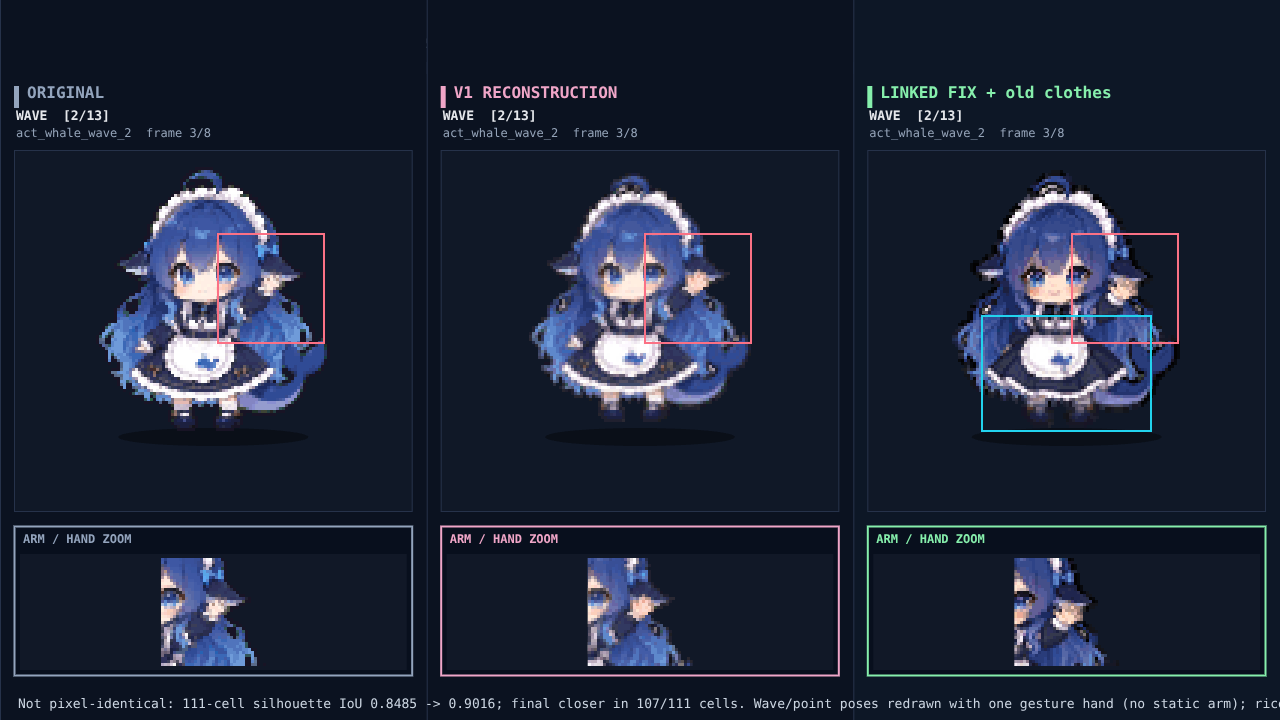 ORIGINAL
WAVE [2/13]
act_whale_wave_2 frame 3/8
ARM / HAND ZOOM
V1 RECONSTRUCTION
WAVE [2/13]
act_whale_wave_2 frame 3/8
ARM / HAND ZOOM
LINKED FIX + old clothes
WAVE [2/13]
act_whale_wave_2 frame 3/8
ARM / HAND ZOOM
Not pixel-identical: 111-cell silhouette IoU 0.8485 -> 0.9016; final closer in 107/111 cells. Wave/point poses redrawn with one gesture hand (no static arm);